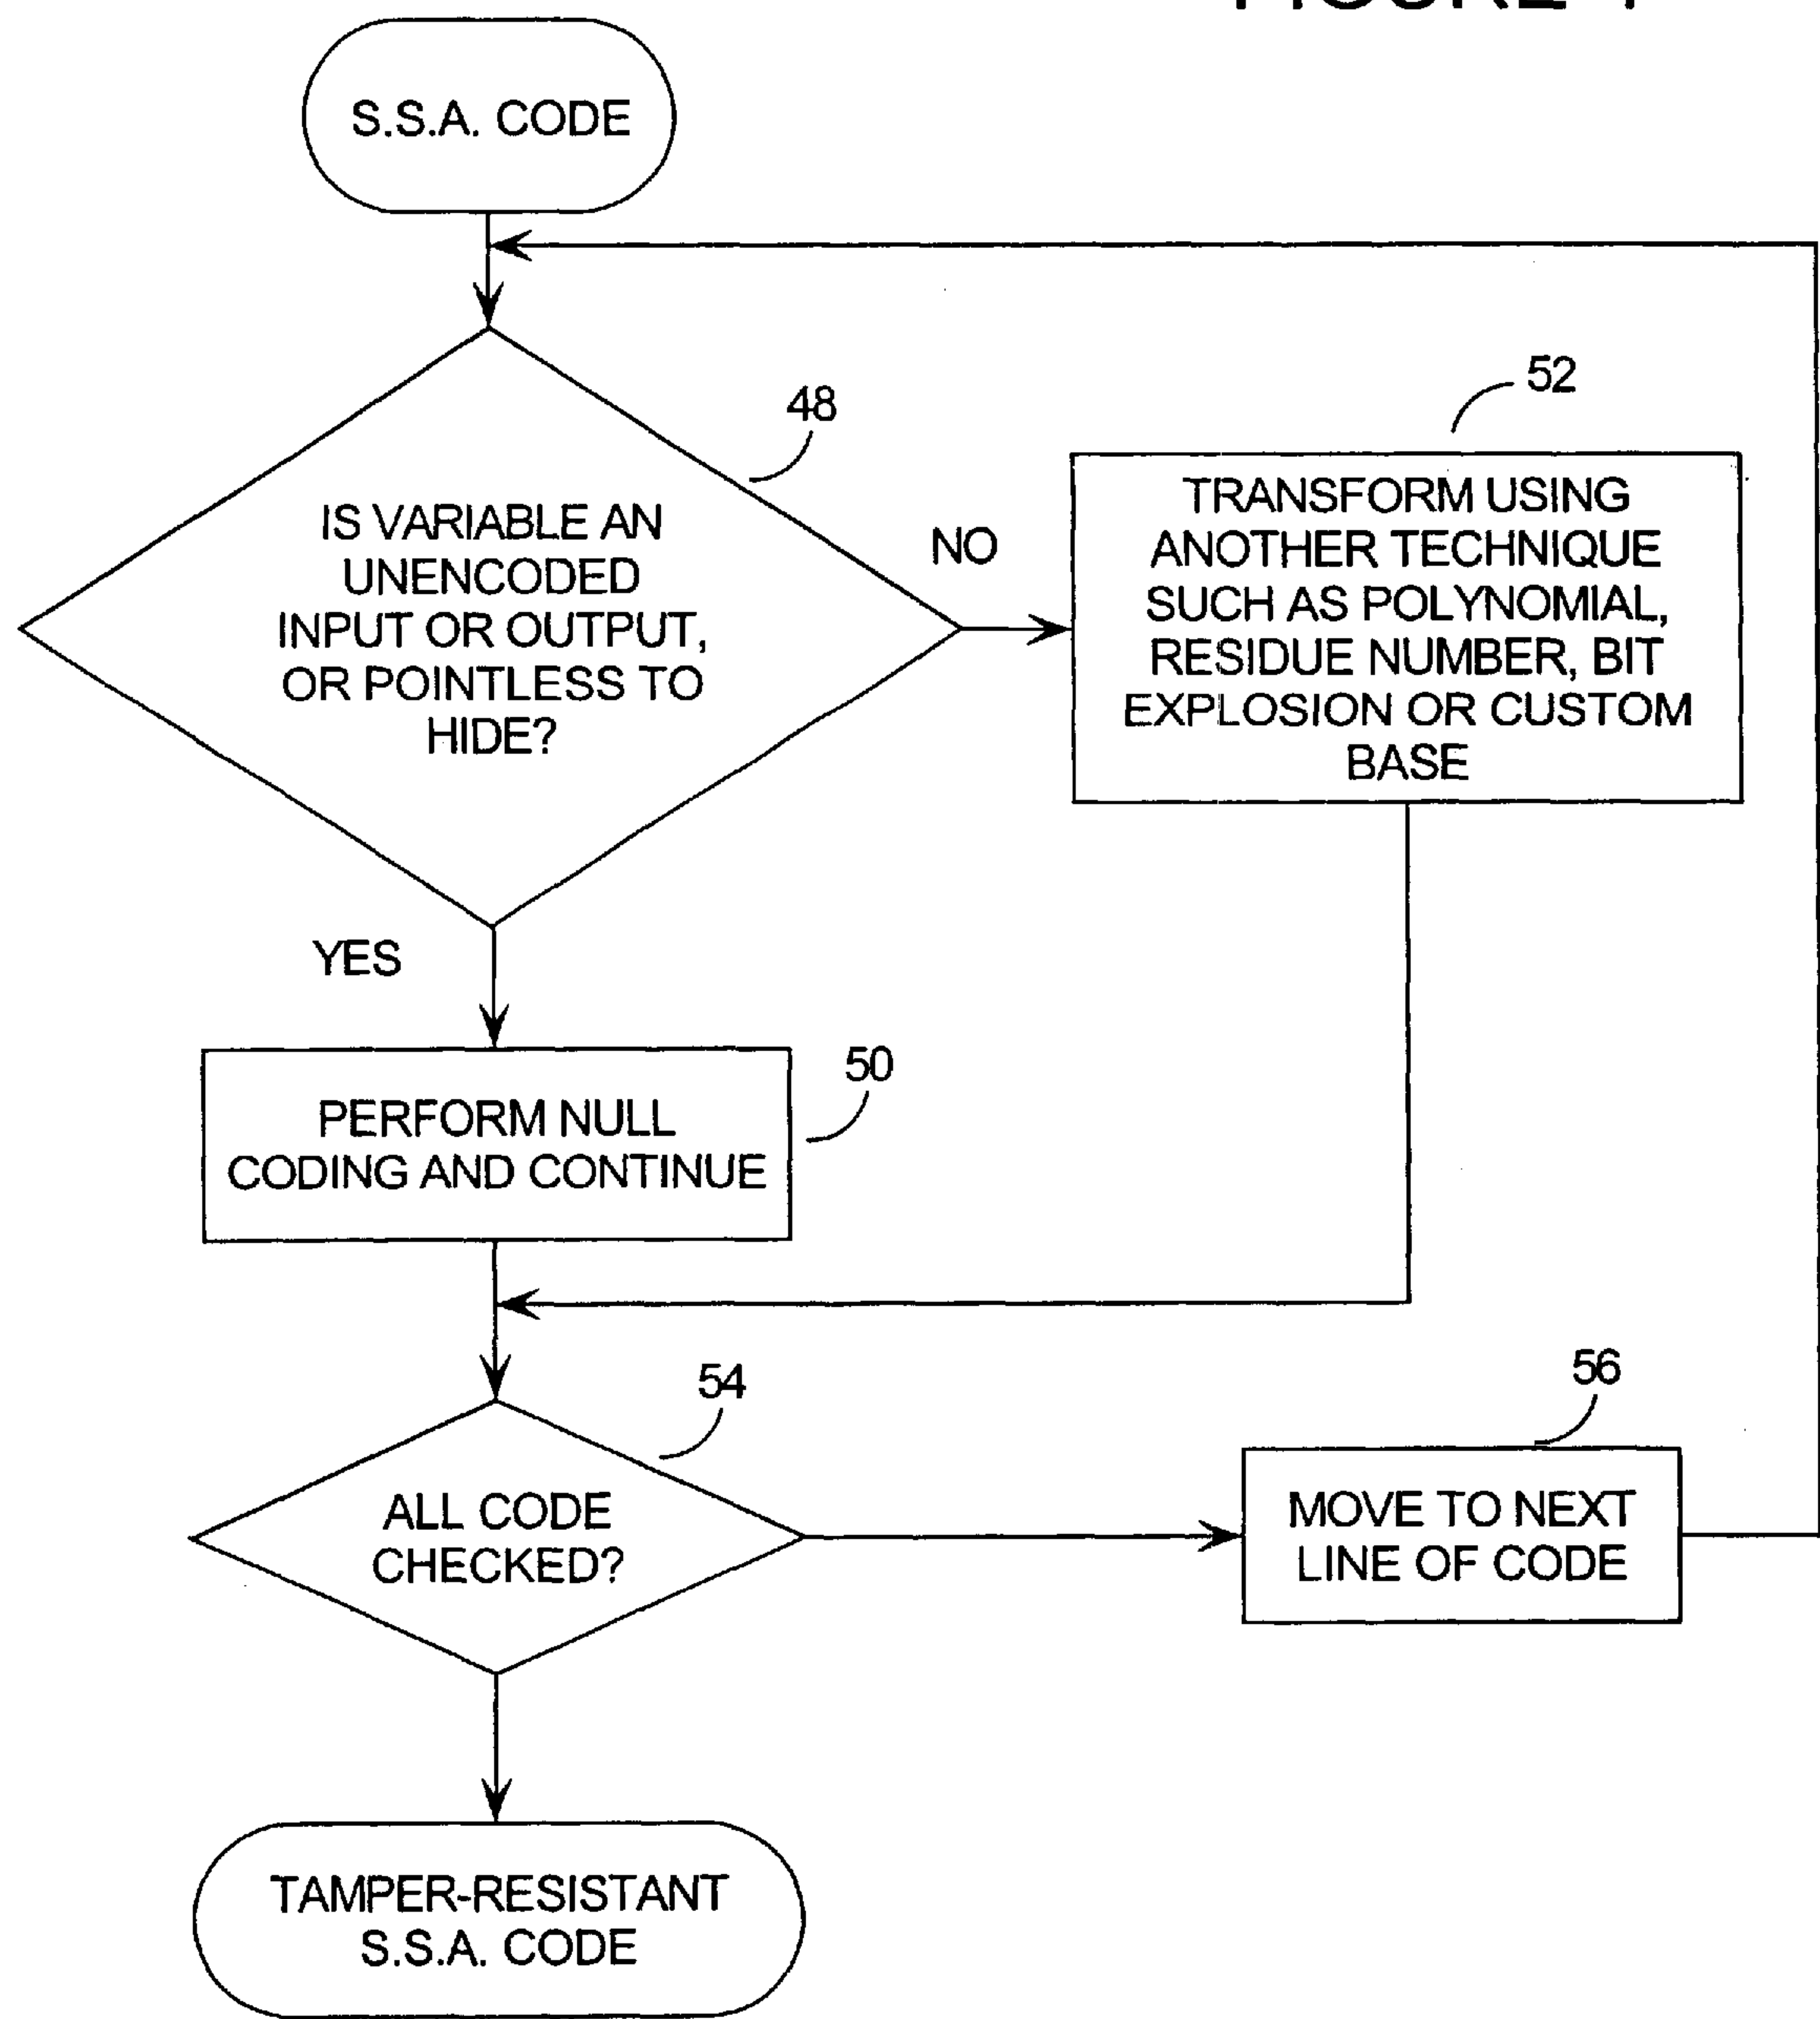 S.S.A. CODE
48
IS VARIABLE AN
UNENCODED
INPUT OR OUTPUT,
OR POINTLESS TO
HIDE?
NO
52
TRANSFORM USING
ANOTHER TECHNIQUE
SUCH AS POLYNOMIAL,
RESIDUE NUMBER, BIT
EXPLOSION OR CUSTOM
BASE
YES
50
PERFORM NULL
CODING AND CONTINUE
54
ALL CODE
CHECKED?
56
MOVE TO NEXT
LINE OF CODE
TAMPER-RESISTANT
S.S.A. CODE